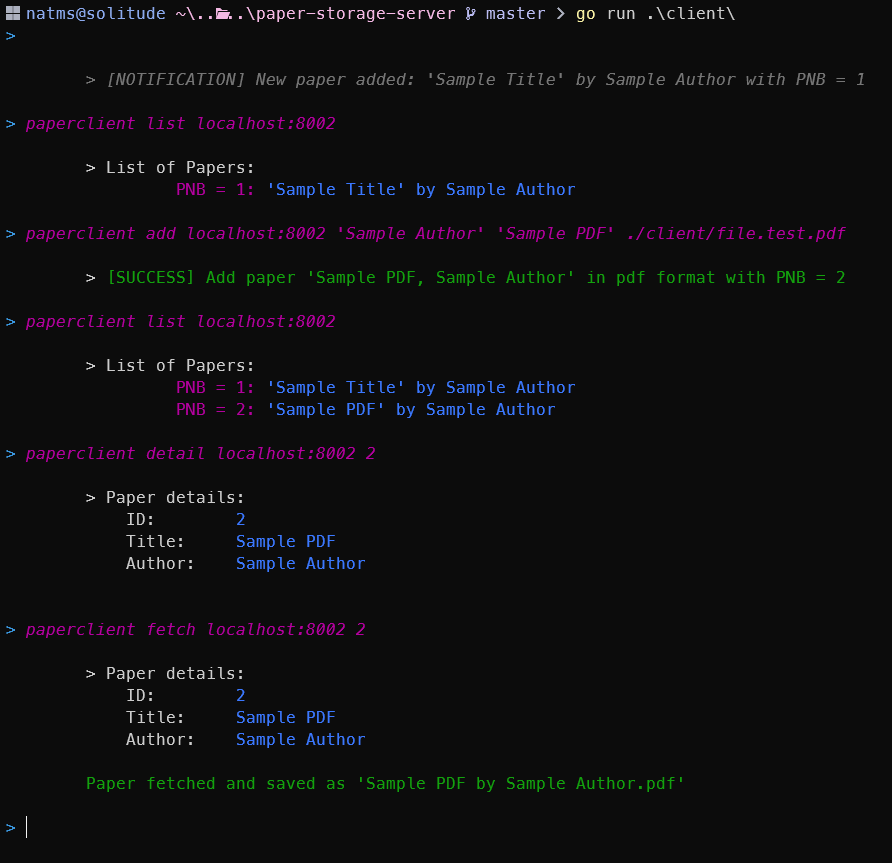 natms@solitude ~\....\paper-storage-server master > go run .\client\
>
> [NOTIFICATION] New paper added: 'Sample Title' by Sample Author with PNB = 1
> paperclient list localhost:8002
> List of Papers:
PNB = 1: 'Sample Title' by Sample Author
> paperclient add localhost:8002 'Sample Author' 'Sample PDF' ./client/file.test.pdf
> [SUCCESS] Add paper 'Sample PDF, Sample Author' in pdf format with PNB = 2
> paperclient list localhost:8002
> List of Papers:
PNB = 1: 'Sample Title' by Sample Author
PNB = 2: 'Sample PDF' by Sample Author
> paperclient detail localhost:8002 2
> Paper details:
ID: 2
Title: Sample PDF
Author: Sample Author
> paperclient fetch localhost:8002 2
> Paper details:
ID: 2
Title: Sample PDF
Author: Sample Author
Paper fetched and saved as 'Sample PDF by Sample Author.pdf'
>